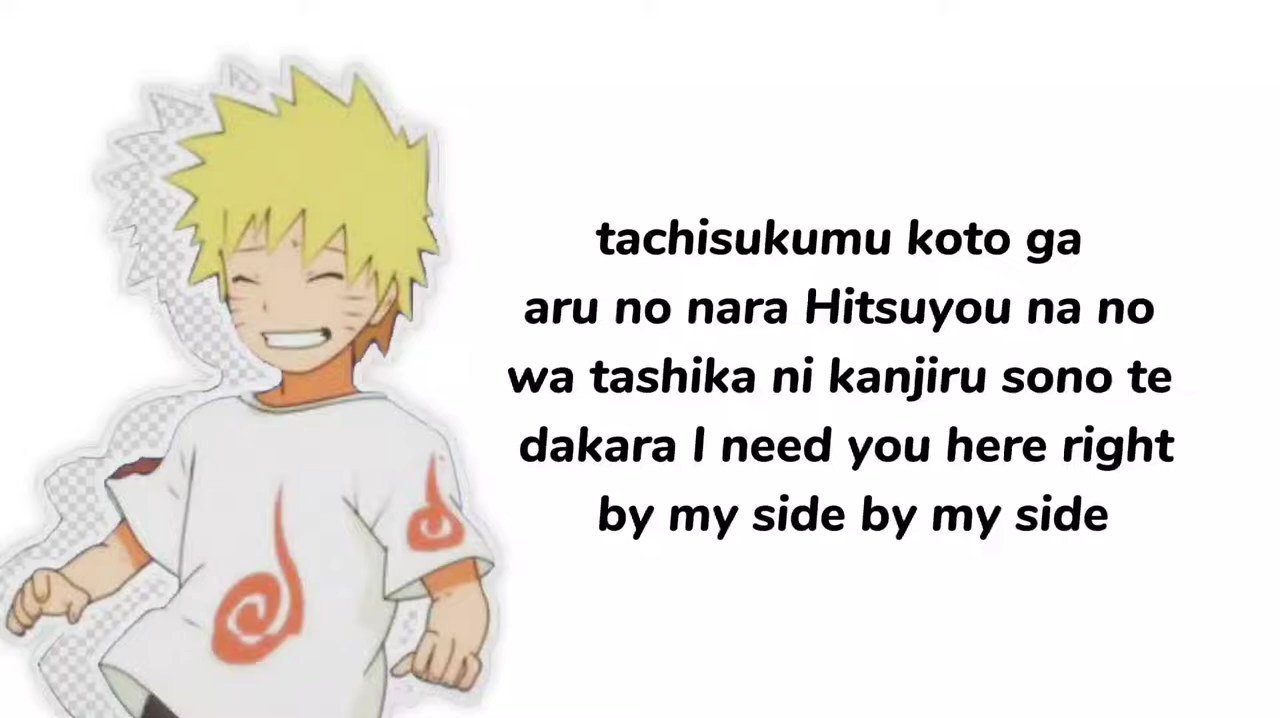 tachisukumu koto ga
aru no nara Hitsuyou na no
wa tashika ni kanjiru sono te
dakara I need you here right
by my side by my side